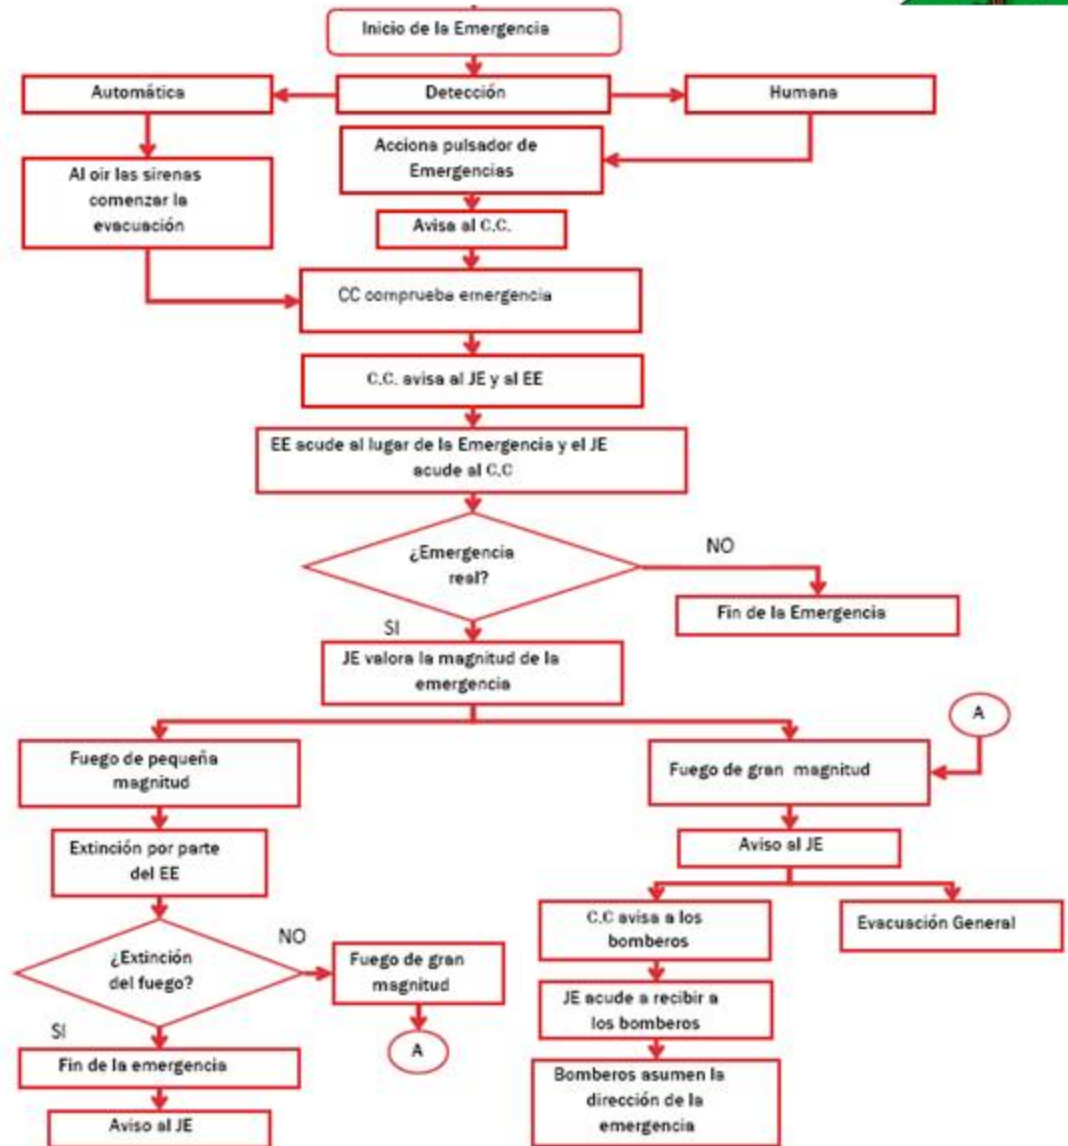 Inicio de la Emergencia
Automática
Detección
Humana
Acciona pulsador de
Emergencias
Al oir las sirenas
comenzar la
evacuación
Avisa al C.C.
CC comprueba emergencia
C.C. avisa al JE y al EE
EE acude al lugar de la Emergencia y el JE
acude al C.C
¿Emergencia
real?
NO
Fin de la Emergencia
SI
JE valora la magnitud de la
emergencia
A
Fuego de pequeña
magnitud
Fuego de gran magnitud
Extinción por parte
del EE
Aviso al JE
C.C avisa a los
bomberos
Evacuación General
¿Extinción
del fuego?
NO
Fuego de gran
magnitud
JE acude a recibir a
los bomberos
SI
A
Fin de la emergencia
Bomberos asumen la
dirección de la
emergencia
Aviso al JE